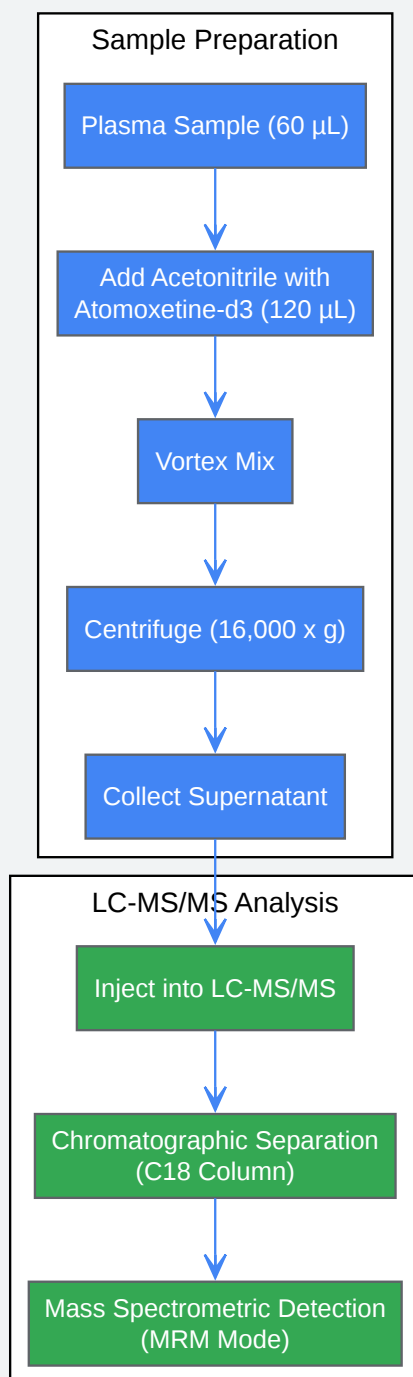 Sample Preparation
Plasma Sample (60 µL)
Add Acetonitrile with
Atomoxetine-d3 (120 µL)
Vortex Mix
Centrifuge (16,000 x g)
Collect Supernatant
LC-MS/MS Analysis
Inject into LC-MS/MS
Chromatographic Separation
(C18 Column)
Mass Spectrometric Detection
(MRM Mode)